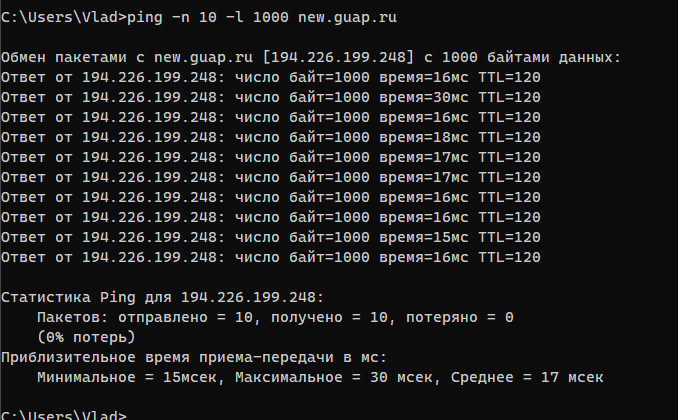 C:\Users\Vlad>ping -n 10 -l 1000 new.guap.ru
Обмен пакетами с new.guap.ru [194.226.199.248] с 1000 байтами данных:
Ответ от 194.226.199.248: число байт=1000 время=16мс TTL=120
Ответ от 194.226.199.248: число байт=1000 время=30мс TTL=120
Ответ от 194.226.199.248: число байт=1000 время=16мс TTL=120
Ответ от 194.226.199.248: число байт=1000 время=18мс TTL=120
Ответ от 194.226.199.248: число байт=1000 время=17мс TTL=120
Ответ от 194.226.199.248: число байт=1000 время=17мс TTL=120
Ответ от 194.226.199.248: число байт=1000 время=16мс TTL=120
Ответ от 194.226.199.248: число байт=1000 время=16мс TTL=120
Ответ от 194.226.199.248: число байт=1000 время=15мс TTL=120
Ответ от 194.226.199.248: число байт=1000 время=16мс TTL=120
Статистика Ping для 194.226.199.248:
Пакетов: отправлено = 10, получено = 10, потеряно = 0
(0% потерь)
Приблизительное время приема-передачи в мс:
Минимальное = 15мсек, Максимальное = 30 мсек, Среднее = 17 мсек
C:\Users\Vlad>